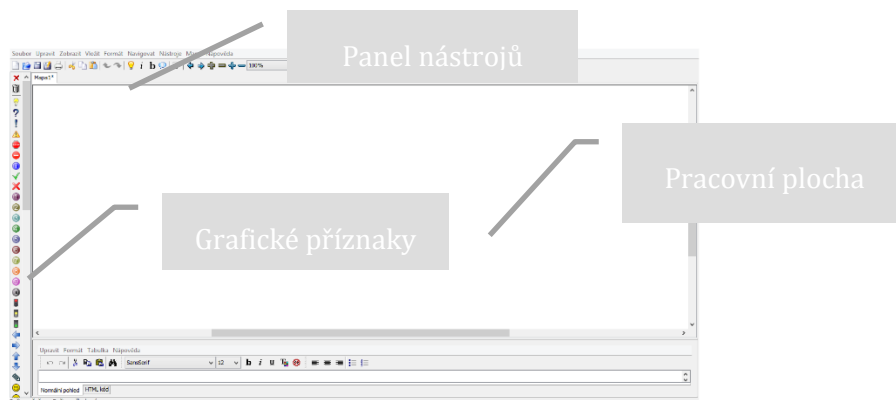 Panel nástrojů
Soubor Upravit Zobrazit Vložit Formát Navigovat Nástroje Mapy Nápověda
b 100%
Mapa1*
Pracovní plocha
Grafické příznaky
Upravit Formát Tabulka Nápověda
SansSerif 12 b i u
Normální pohled HTML kód